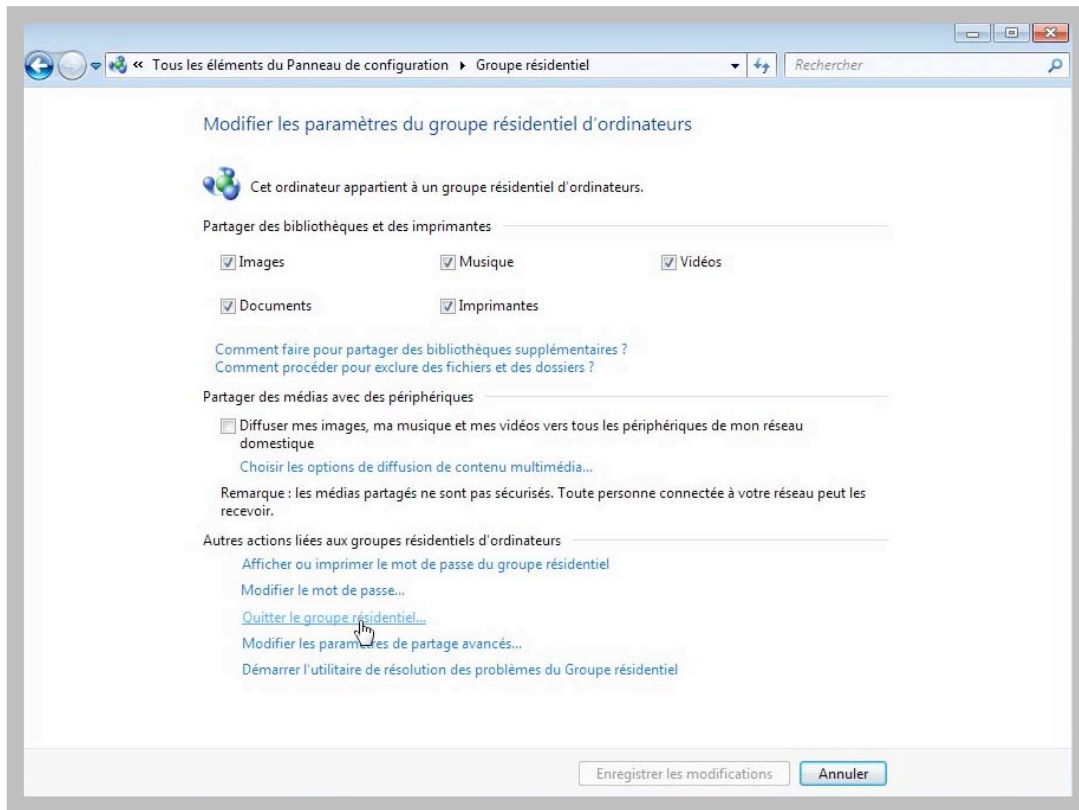 « Tous les éléments du Panneau de configuration ▸ Groupe résidentiel
Rechercher
Modifier les paramètres du groupe résidentiel d'ordinateurs
Cet ordinateur appartient à un groupe résidentiel d'ordinateurs.
Partager des bibliothèques et des imprimantes
Images Musique Vidéos
Documents Imprimantes
Comment faire pour partager des bibliothèques supplémentaires ?
Comment procéder pour exclure des fichiers et des dossiers ?
Partager des médias avec des périphériques
Diffuser mes images, ma musique et mes vidéos vers tous les périphériques de mon réseau
domestique
Choisir les options de diffusion de contenu multimédia...
Remarque : les médias partagés ne sont pas sécurisés. Toute personne connectée à votre réseau peut les
recevoir.
Autres actions liées aux groupes résidentiels d'ordinateurs
Afficher ou imprimer le mot de passe du groupe résidentiel
Modifier le mot de passe...
Quitter le groupe résidentiel...
Modifier les paramètres de partage avancés...
Démarrer l'utilitaire de résolution des problèmes du Groupe résidentiel
Enregistrer les modifications Annuler